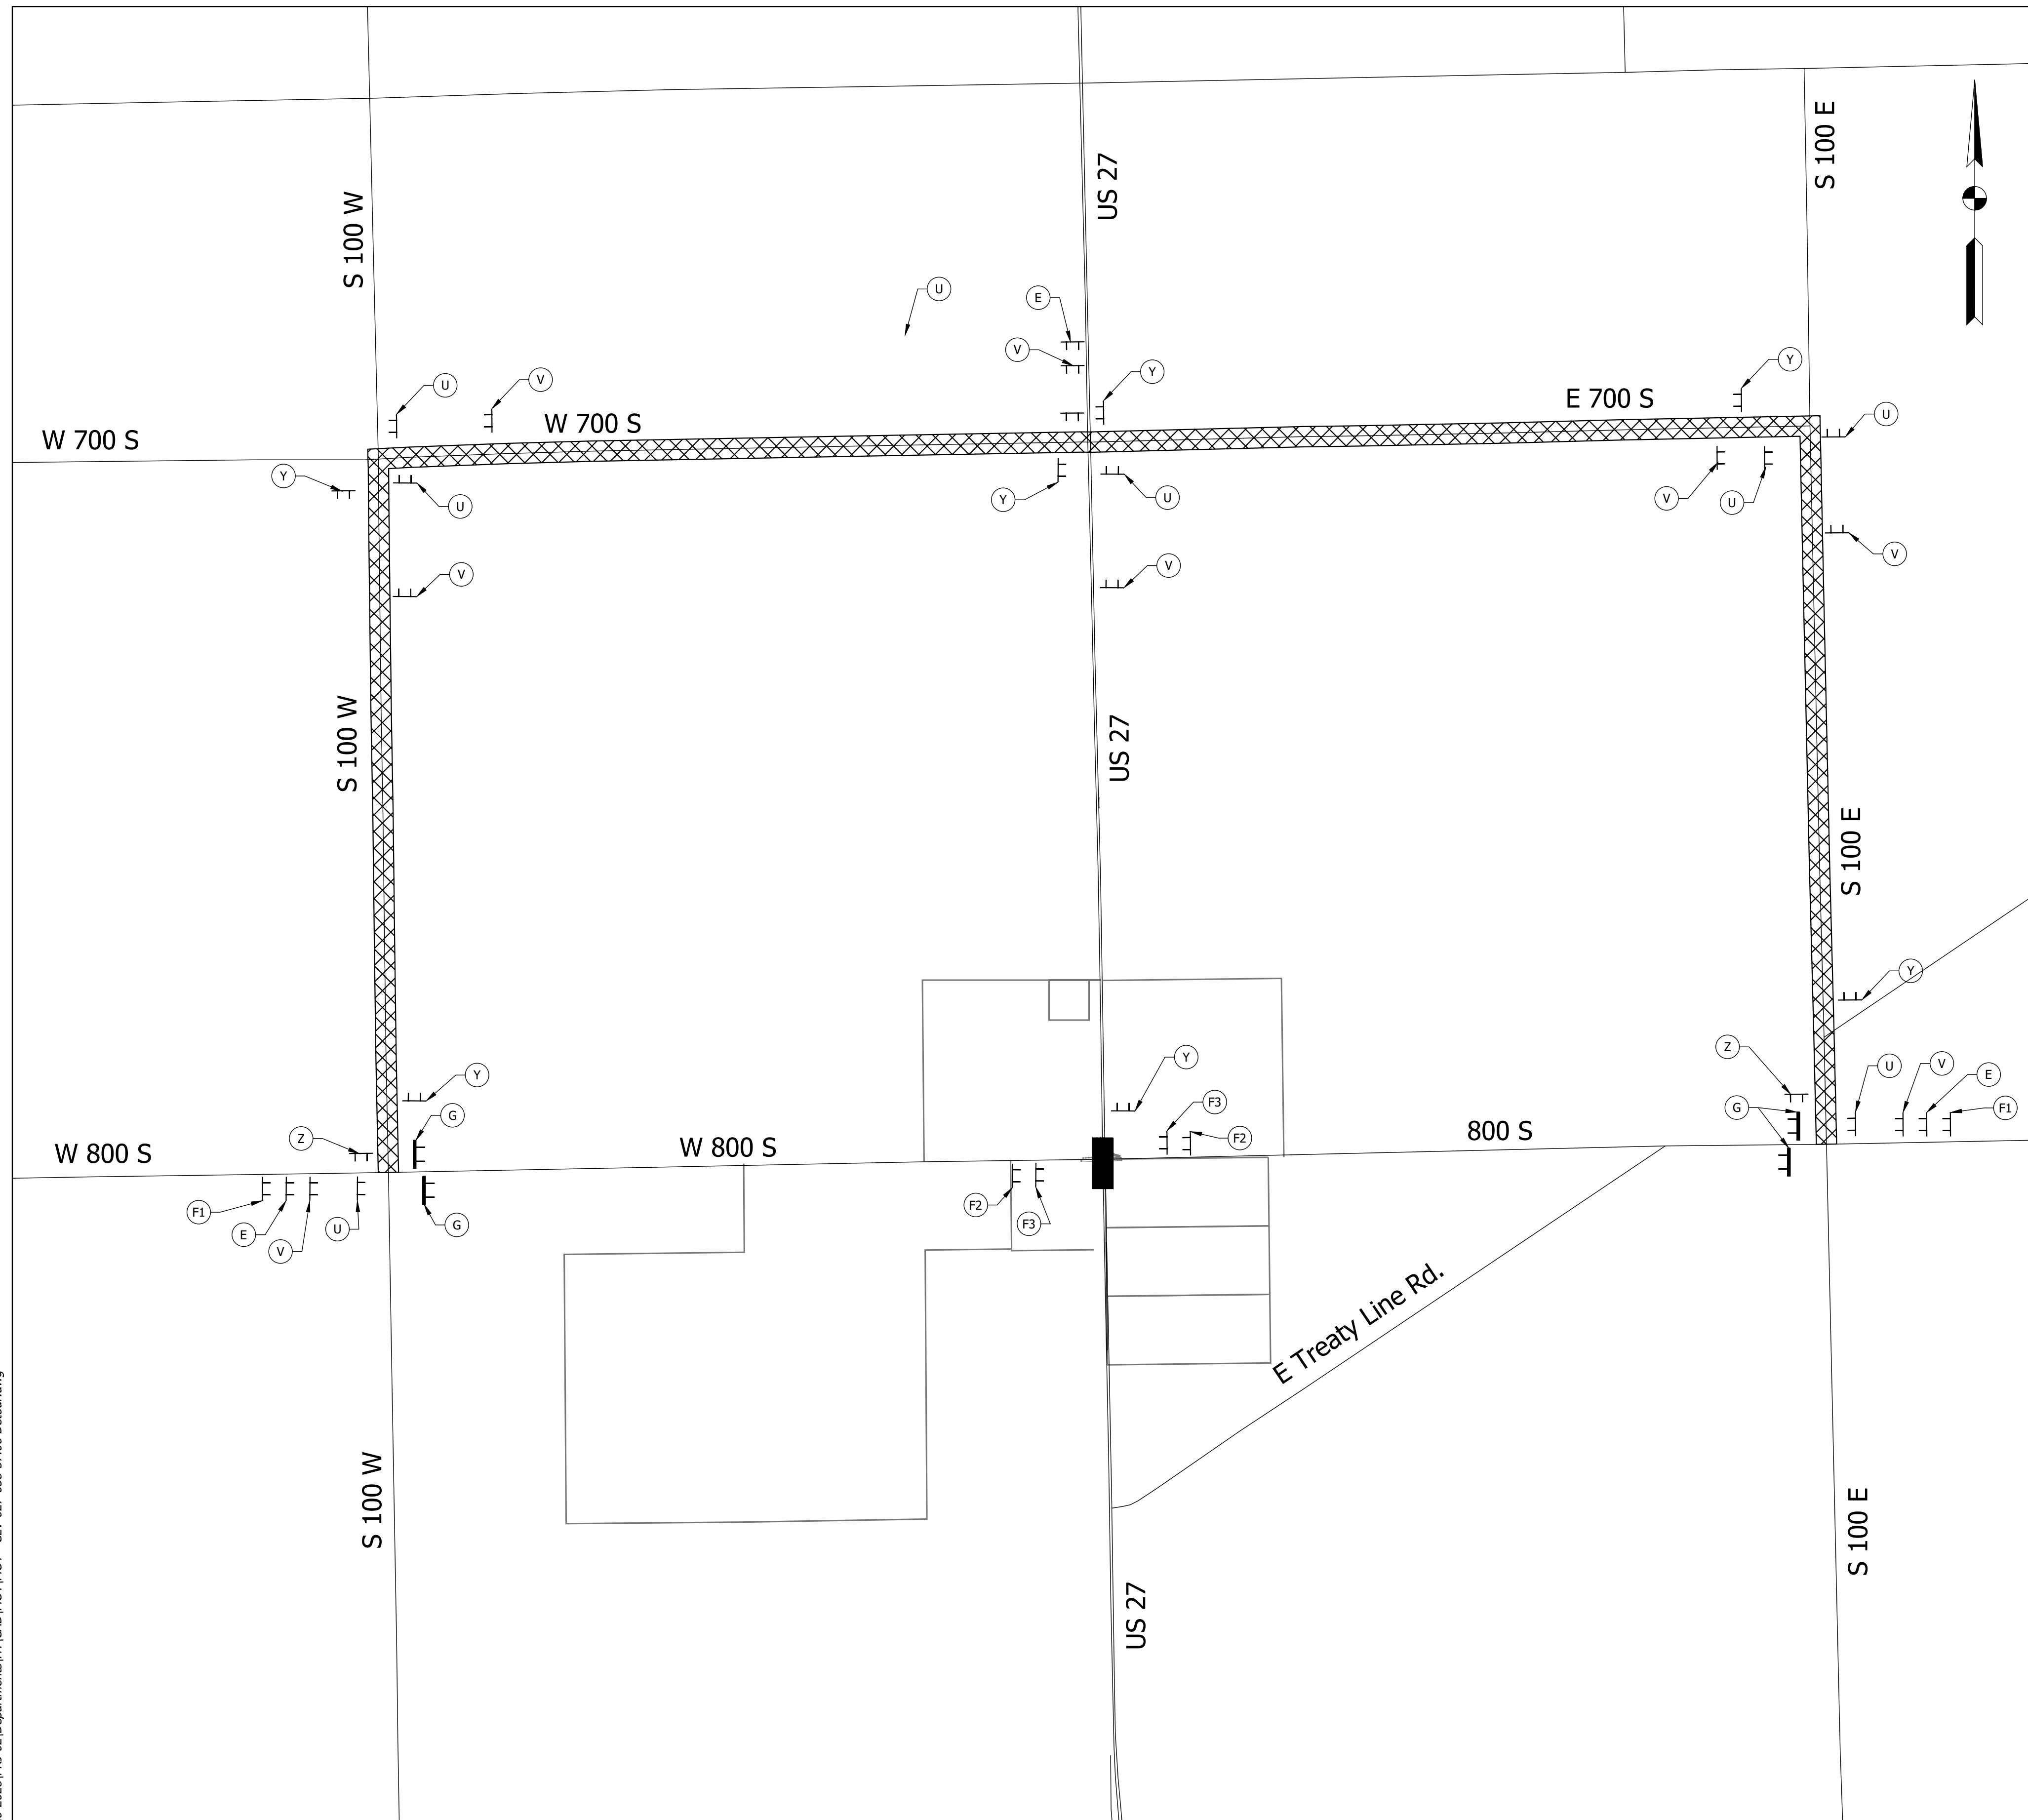 S 100 E
US 27
S 100 W
U
E
V
Y
Y
V
U
E 700 S
U
W 700 S
W 700 S
Y
V
Y
U
U
U
V
V
V
V
S 100 W
US 27
S 100 E
Y
Z
Y
U
V
E
Y
F3
G
F1
G
Z
F2
800 S
W 800 S
W 800 S
F1
E
V
U
G
F2
F3
E Treaty Line Rd.
S 100 W
S 100 E
US 27